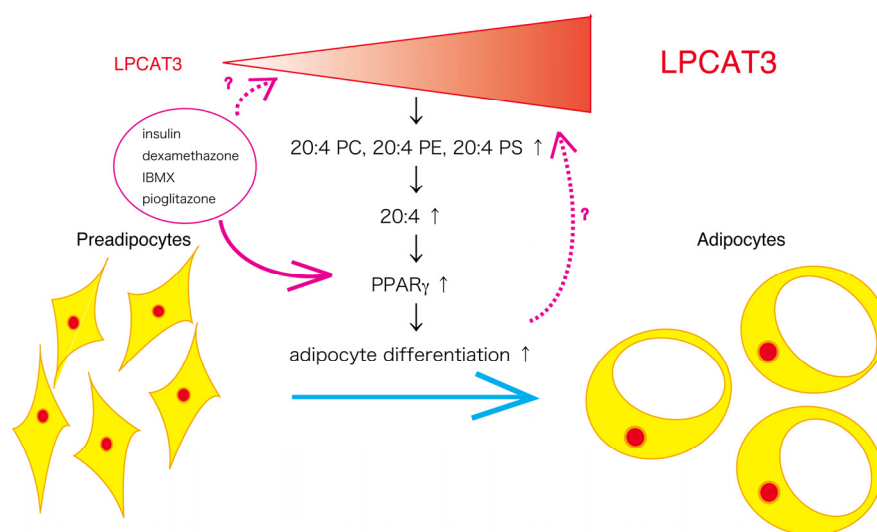 LPCAT3
LPCAT3
?
insulin
dexamethazone
IBMX
pioglitazone
20:4 PC, 20:4 PE, 20:4 PS ↑
20:4 ↑
?
Preadipocytes
Adipocytes
PPARγ ↑
adipocyte differentiation ↑